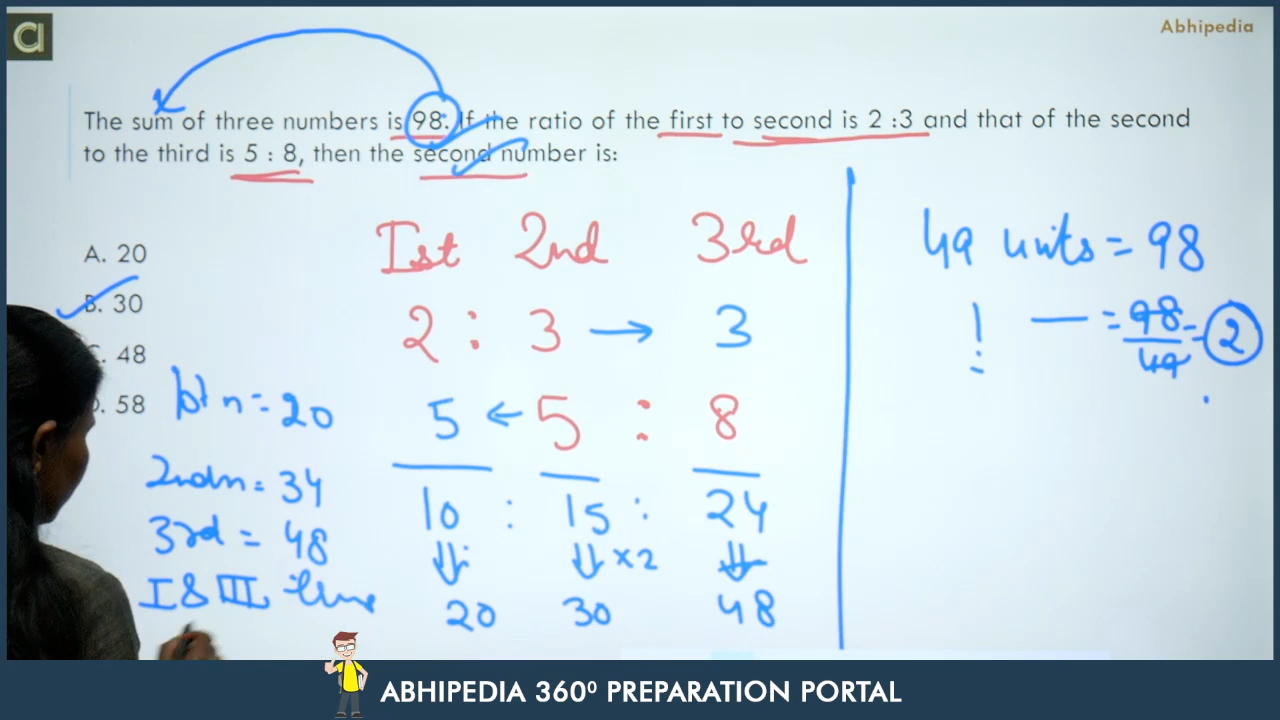 Abhipedia
The sum of three numbers is 98. If the ratio of the first to second is 2 :3 and that of the second
to the third is 5 : 8, then the second number is:
A. 20
B. 30
C. 48
D. 58
Ist 2nd 3rd
2 : 3 → 3
5 ← 5 : 8
10 : 15 : 24
×2
20 30 48
49 units = 98
1 — = 98/49 = 2
= 20
= 34
3rd = 48
I & III
ABHIPEDIA 360⁰ PREPARATION PORTAL